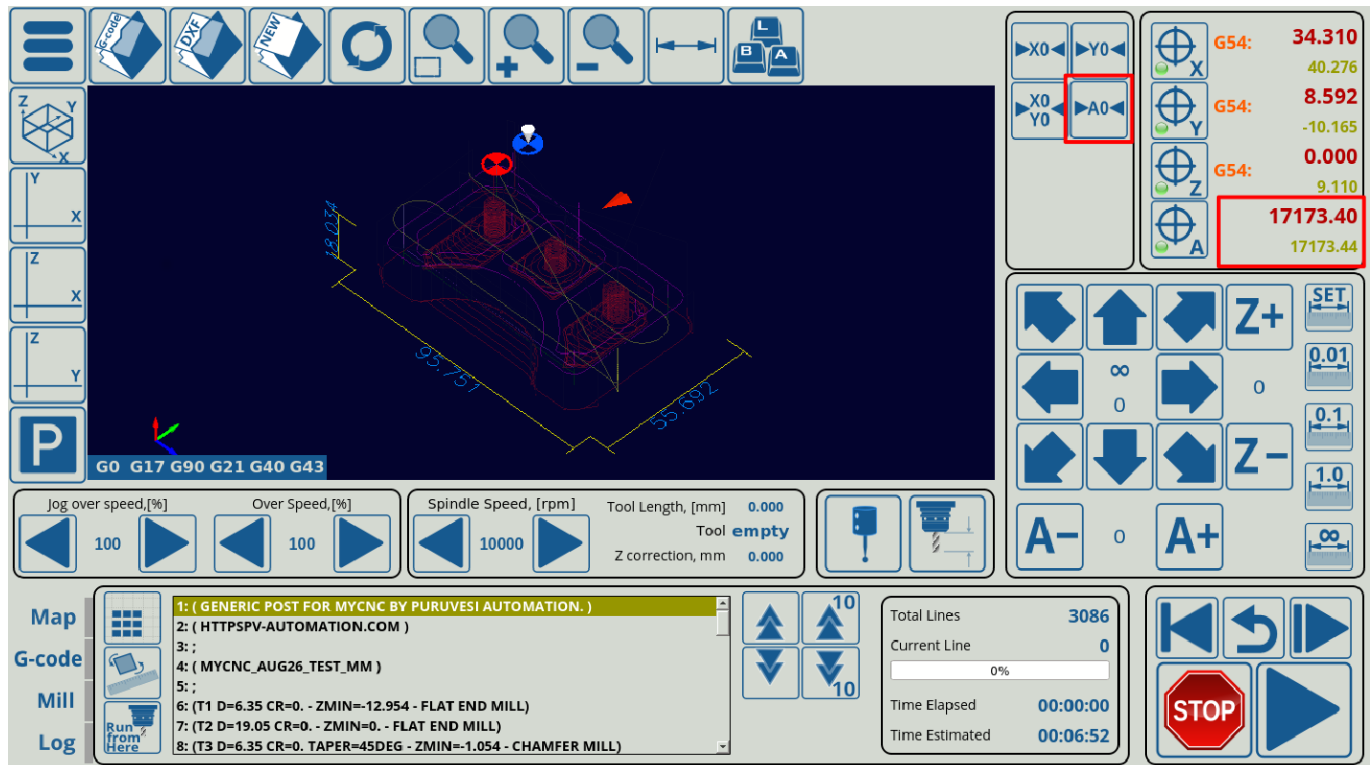 G-code
DXF
NEW
L
B A
Z Y
X
Y
X
Z
X
Z
Y
P
18.034
95.751
55.692
G0 G17 G90 G21 G40 G43
▶X0◀ ▶Y0◀
▶X0 Y0◀ ▶A0◀
X G54: 34.310
40.276
Y G54: 8.592
-10.165
Z G54: 0.000
9.110
A 17173.40
17173.44
Z+ SET
∞ 0.01
0 0
0.1
Z- 1.0
A- 0 A+ ∞
Jog over speed,[%] Over Speed,[%]
100 100
Spindle Speed, [rpm]
10000
Tool Length, [mm] 0.000
Tool empty
Z correction, mm 0.000
Map
G-code
Mill
Log
Run
from
Here
1: ( GENERIC POST FOR MYCNC BY PURUVESI AUTOMATION. )
2: ( HTTPSPV-AUTOMATION.COM )
3: ;
4: ( MYCNC_AUG26_TEST_MM )
5: ;
6: (T1 D=6.35 CR=0. - ZMIN=-12.954 - FLAT END MILL)
7: (T2 D=19.05 CR=0. - ZMIN=0. - FLAT END MILL)
8: (T3 D=6.35 CR=0. TAPER=45DEG - ZMIN=-1.054 - CHAMFER MILL)
10
10
Total Lines 3086
Current Line 0
0%
Time Elapsed 00:00:00
Time Estimated 00:06:52
STOP